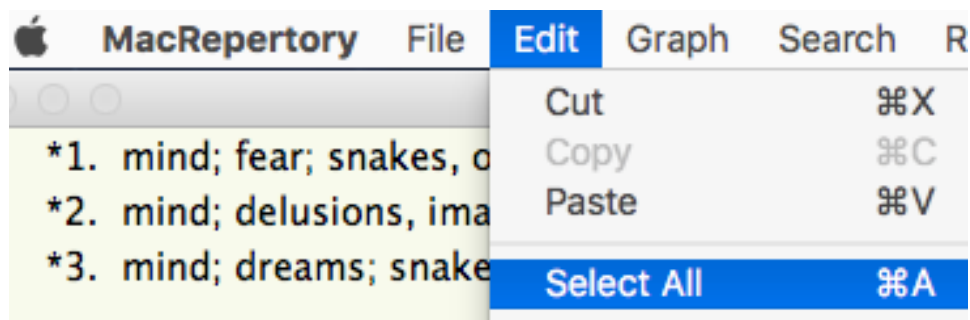 MacRepertory File Edit Graph Search R
Cut ⌘X
*1. mind; fear; snakes, o
Copy ⌘C
*2. mind; delusions, ima
Paste ⌘V
*3. mind; dreams; snake
Select All ⌘A